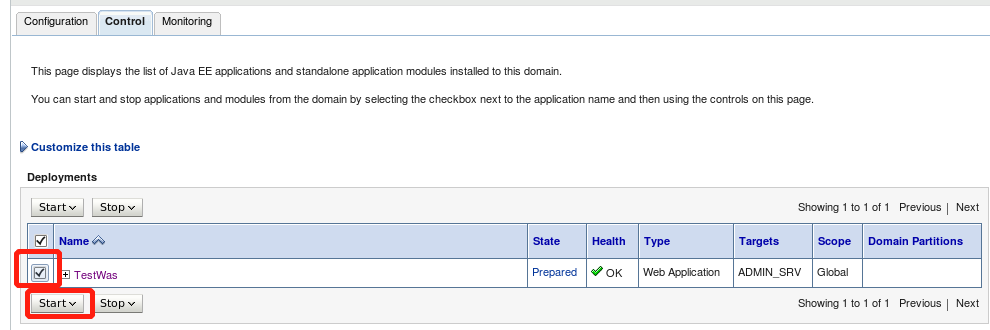 Configuration Control Monitoring
This page displays the list of Java EE applications and standalone application modules installed to this domain.
You can start and stop applications and modules from the domain by selecting the checkbox next to the application name and then using the controls on this page.
Customize this table
Deployments
Start Stop Showing 1 to 1 of 1 Previous | Next
Name State Health Type Targets Scope Domain Partitions
TestWas Prepared OK Web Application ADMIN_SRV Global
Start Stop Showing 1 to 1 of 1 Previous | Next